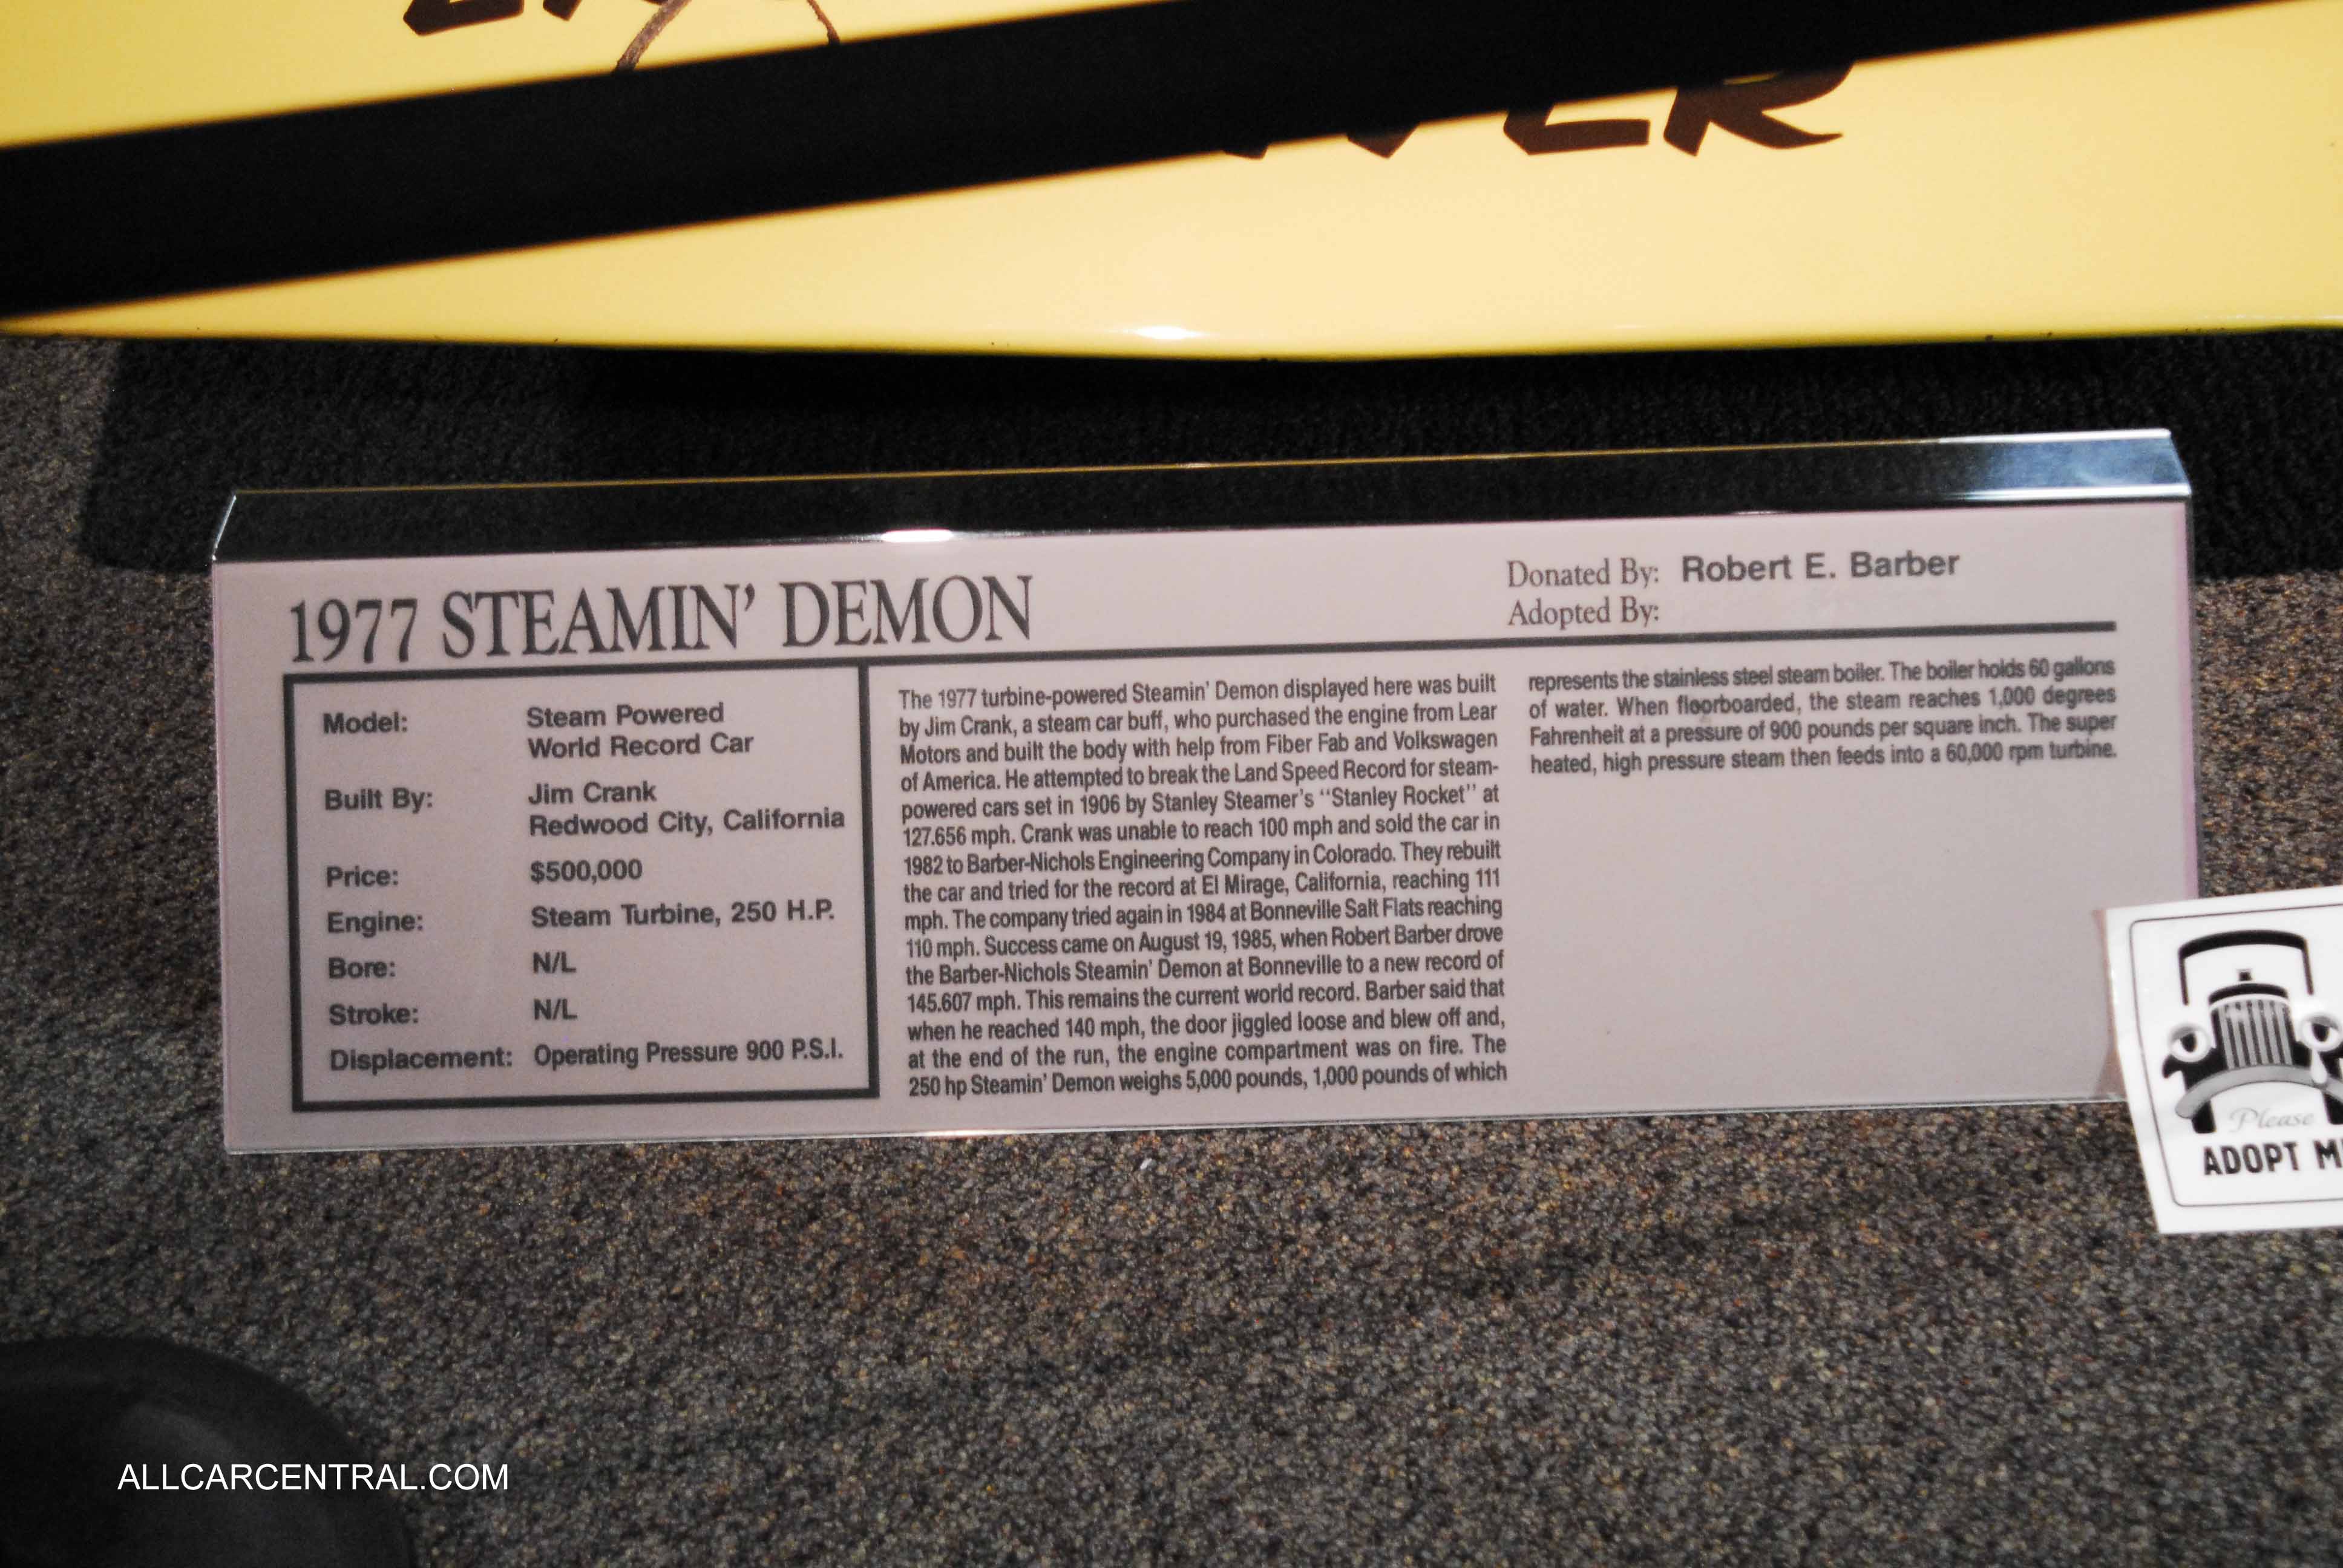 1977 STEAMIN' DEMON
Donated By: Robert E. Barber
Adopted By:
Model: Steam Powered
World Record Car
Built By: Jim Crank
Redwood City, California
Price: $500,000
Engine: Steam Turbine, 250 H.P.
Bore: N/L
Stroke: N/L
Displacement: Operating Pressure 900 P.S.I.
The 1977 turbine-powered Steamin' Demon displayed here was built
by Jim Crank, a steam car buff, who purchased the engine from Lear
Motors and built the body with help from Fiber Fab and Volkswagen
of America. He attempted to break the Land Speed Record for steam-
powered cars set in 1906 by Stanley Steamer's "Stanley Rocket" at
127.656 mph. Crank was unable to reach 100 mph and sold the car in
1982 to Barber-Nichols Engineering Company in Colorado. They rebuilt
the car and tried for the record at El Mirage, California, reaching 111
mph. The company tried again in 1984 at Bonneville Salt Flats reaching
110 mph. Success came on August 19, 1985, when Robert Barber drove
the Barber-Nichols Steamin' Demon at Bonneville to a new record of
145.607 mph. This remains the current world record. Barber said that
when he reached 140 mph, the door jiggled loose and blew off and,
at the end of the run, the engine compartment was on fire. The
250 hp Steamin' Demon weighs 5,000 pounds, 1,000 pounds of which
represents the stainless steel steam boiler. The boiler holds 60 gallons
of water. When floorboarded, the steam reaches 1,000 degrees
Fahrenheit at a pressure of 900 pounds per square inch. The super
heated, high pressure steam then feeds into a 60,000 rpm turbine.
Please
ADOPT M
ALLCARCENTRAL.COM